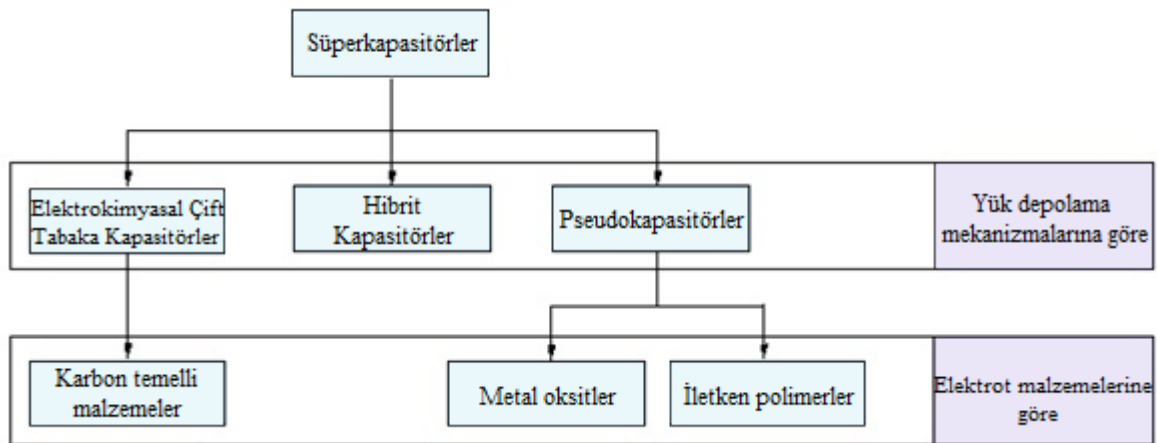 Süperkapasitörler
Elektrokimyasal Çift
Tabaka Kapasitörler
Hibrit
Kapasitörler
Pseudokapasitörler
Yük depolama
mekanizmalarına göre
Karbon temelli
malzemeler
Metal oksitler
İletken polimerler
Elektrot malzemelerine
göre